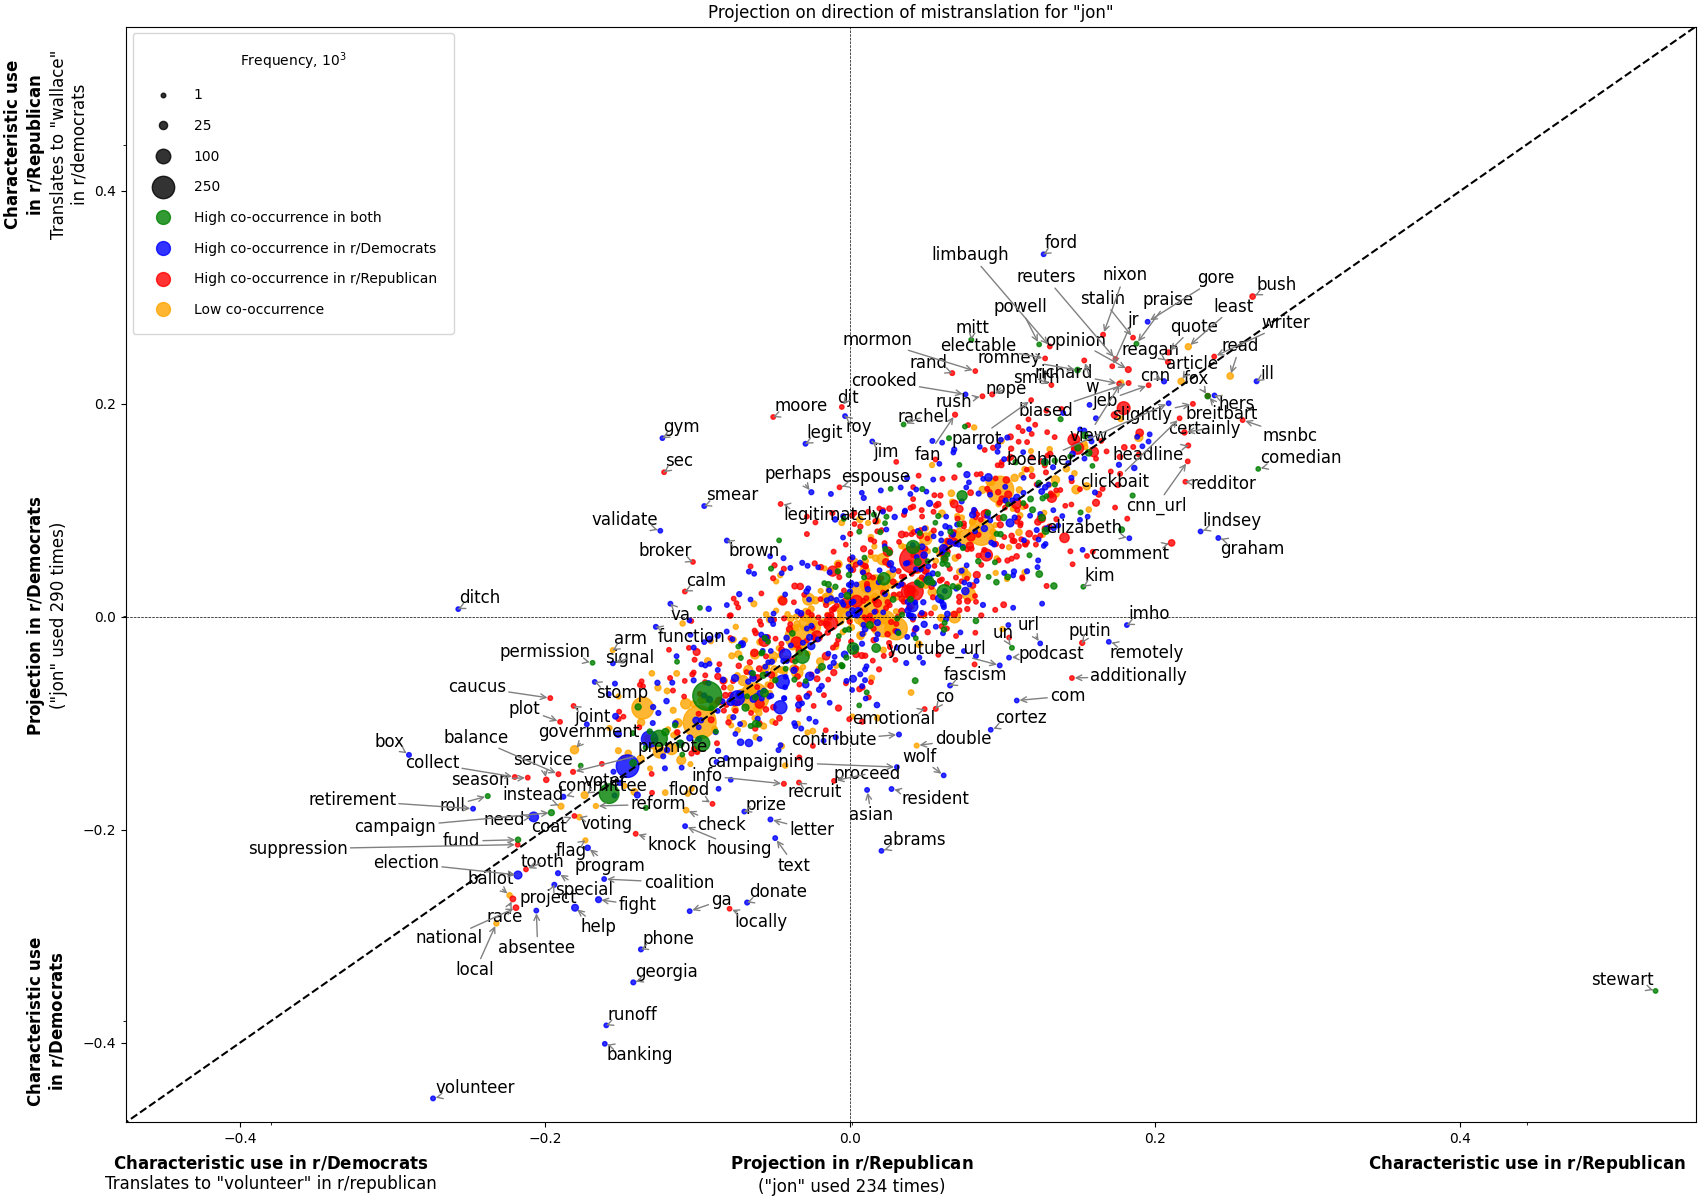 Projection on direction of mistranslation for "jon"
Characteristic use
in r/Republican
Translates to "wallace"
in r/democrats
Projection in r/Democrats
("jon" used 290 times)
Characteristic use
in r/Democrats
Frequency, 10³
1
25
100
250
High co-occurrence in both
High co-occurrence in r/Democrats
High co-occurrence in r/Republican
Low co-occurrence
0.4
0.2
0.0
−0.2
−0.4
ford
limbaugh
reuters
nixon
gore
bush
powell
stalin
praise
least
mitt
jr
quote
writer
mormon
electable
opinion
reagan
read
rand
romney
richard
article
smith
cnn
fox
ill
crooked
nope
w
moore
djt
rush
biased
jeb
slightly
hers
breitbart
gym
legit
roy
rachel
parrot
view
certainly
msnbc
jim
fan
boehner
headline
comedian
sec
perhaps
espouse
clickbait
redditor
smear
legitimately
cnn_url
validate
elizabeth
lindsey
broker
brown
comment
graham
calm
kim
ditch
va
imho
arm
function
un
url
putin
permission
signal
youtube_url
podcast
remotely
caucus
stomp
fascism
additionally
plot
joint
co
com
emotional
cortez
box
balance
government
promote
contribute
double
collect
service
campaigning
wolf
season
voter
info
proceed
retirement
roll
instead
committee
flood
recruit
resident
campaign
need
coat
voting
reform
prize
asian
fund
check
letter
suppression
flag
knock
housing
abrams
election
tooth
program
text
ballot
special
coalition
project
fight
ga
donate
race
help
locally
national
absentee
phone
local
georgia
stewart
runoff
banking
volunteer
−0.4
−0.2
0.0
0.2
0.4
Characteristic use in r/Democrats
Translates to "volunteer" in r/republican
Projection in r/Republican
("jon" used 234 times)
Characteristic use in r/Republican